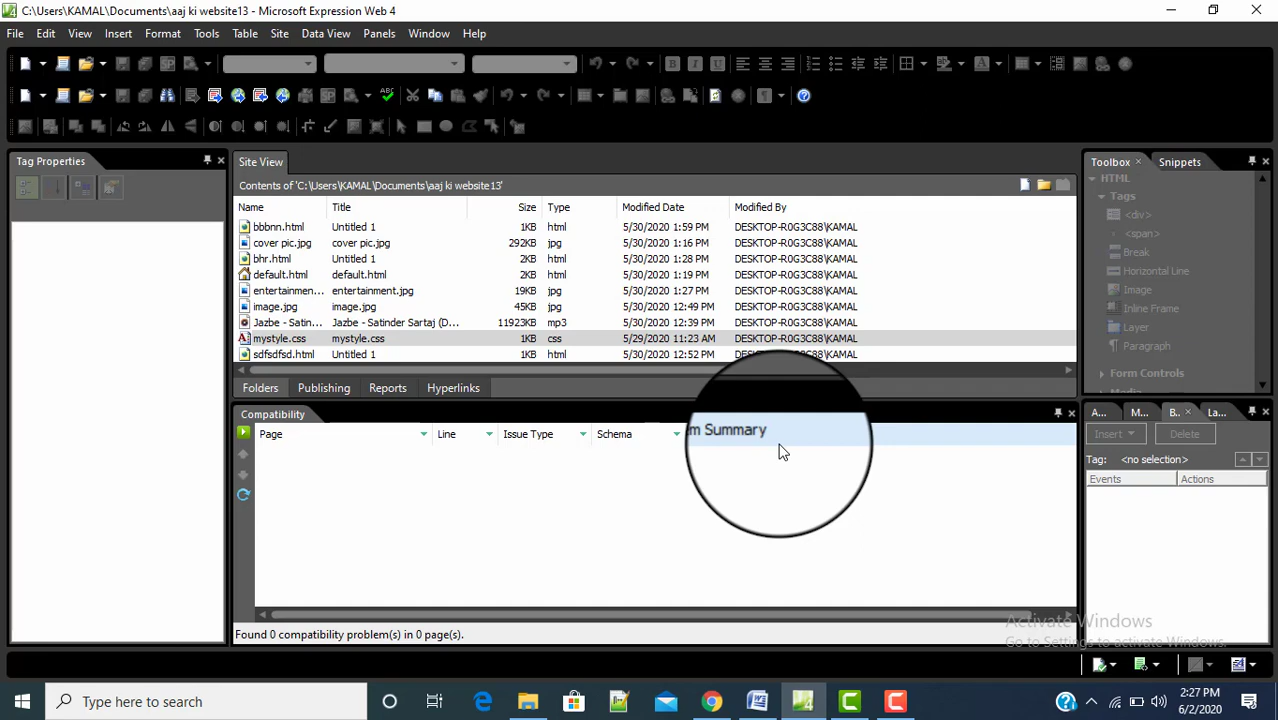 C:\Users\KAMAL\Documents\aaj ki website13 - Microsoft Expression Web 4
File Edit View Insert Format Tools Table Site Data View Panels Window Help
Tag Properties
Site View
Contents of 'C:\Users\KAMAL\Documents\aaj ki website13'
Name Title Size Type Modified Date Modified By
bbbnn.html Untitled 1 1KB html 5/30/2020 1:59 PM DESKTOP-R0G3C88\KAMAL
cover pic.jpg cover pic.jpg 292KB jpg 5/30/2020 1:16 PM DESKTOP-R0G3C88\KAMAL
bhr.html Untitled 1 2KB html 5/30/2020 1:28 PM DESKTOP-R0G3C88\KAMAL
default.html default.html 2KB html 5/30/2020 1:27 PM DESKTOP-R0G3C88\KAMAL
entertainmen... entertainment.jpg 19KB jpg 5/30/2020 1:27 PM DESKTOP-R0G3C88\KAMAL
image.jpg image.jpg 45KB jpg 5/30/2020 12:49 PM DESKTOP-R0G3C88\KAMAL
Jazbe - Satin... Jazbe - Satinder Sartaj (D... 11923KB mp3 5/30/2020 12:39 PM DESKTOP-R0G3C88\KAMAL
mystyle.css mystyle.css 1KB css 5/29/2020 11:23 AM DESKTOP-R0G3C88\KAMAL
sdfsdfsd.html Untitled 1 1KB html 5/30/2020 12:52 PM DESKTOP-R0G3C88\KAMAL
Folders Publishing Reports Hyperlinks
Compatibility
Page Line Issue Type Schema m Summary
Found 0 compatibility problem(s) in 0 page(s).
Toolbox Snippets
HTML
Tags
<div>
<span>
Break
Horizontal Line
Image
Inline Frame
Layer
Paragraph
Form Controls
Media
A... M... B... La...
Insert Delete
Tag: <no selection>
Events Actions
Activate Windows
Go to Settings to activate Windows.
Type here to search
2:27 PM
6/2/2020